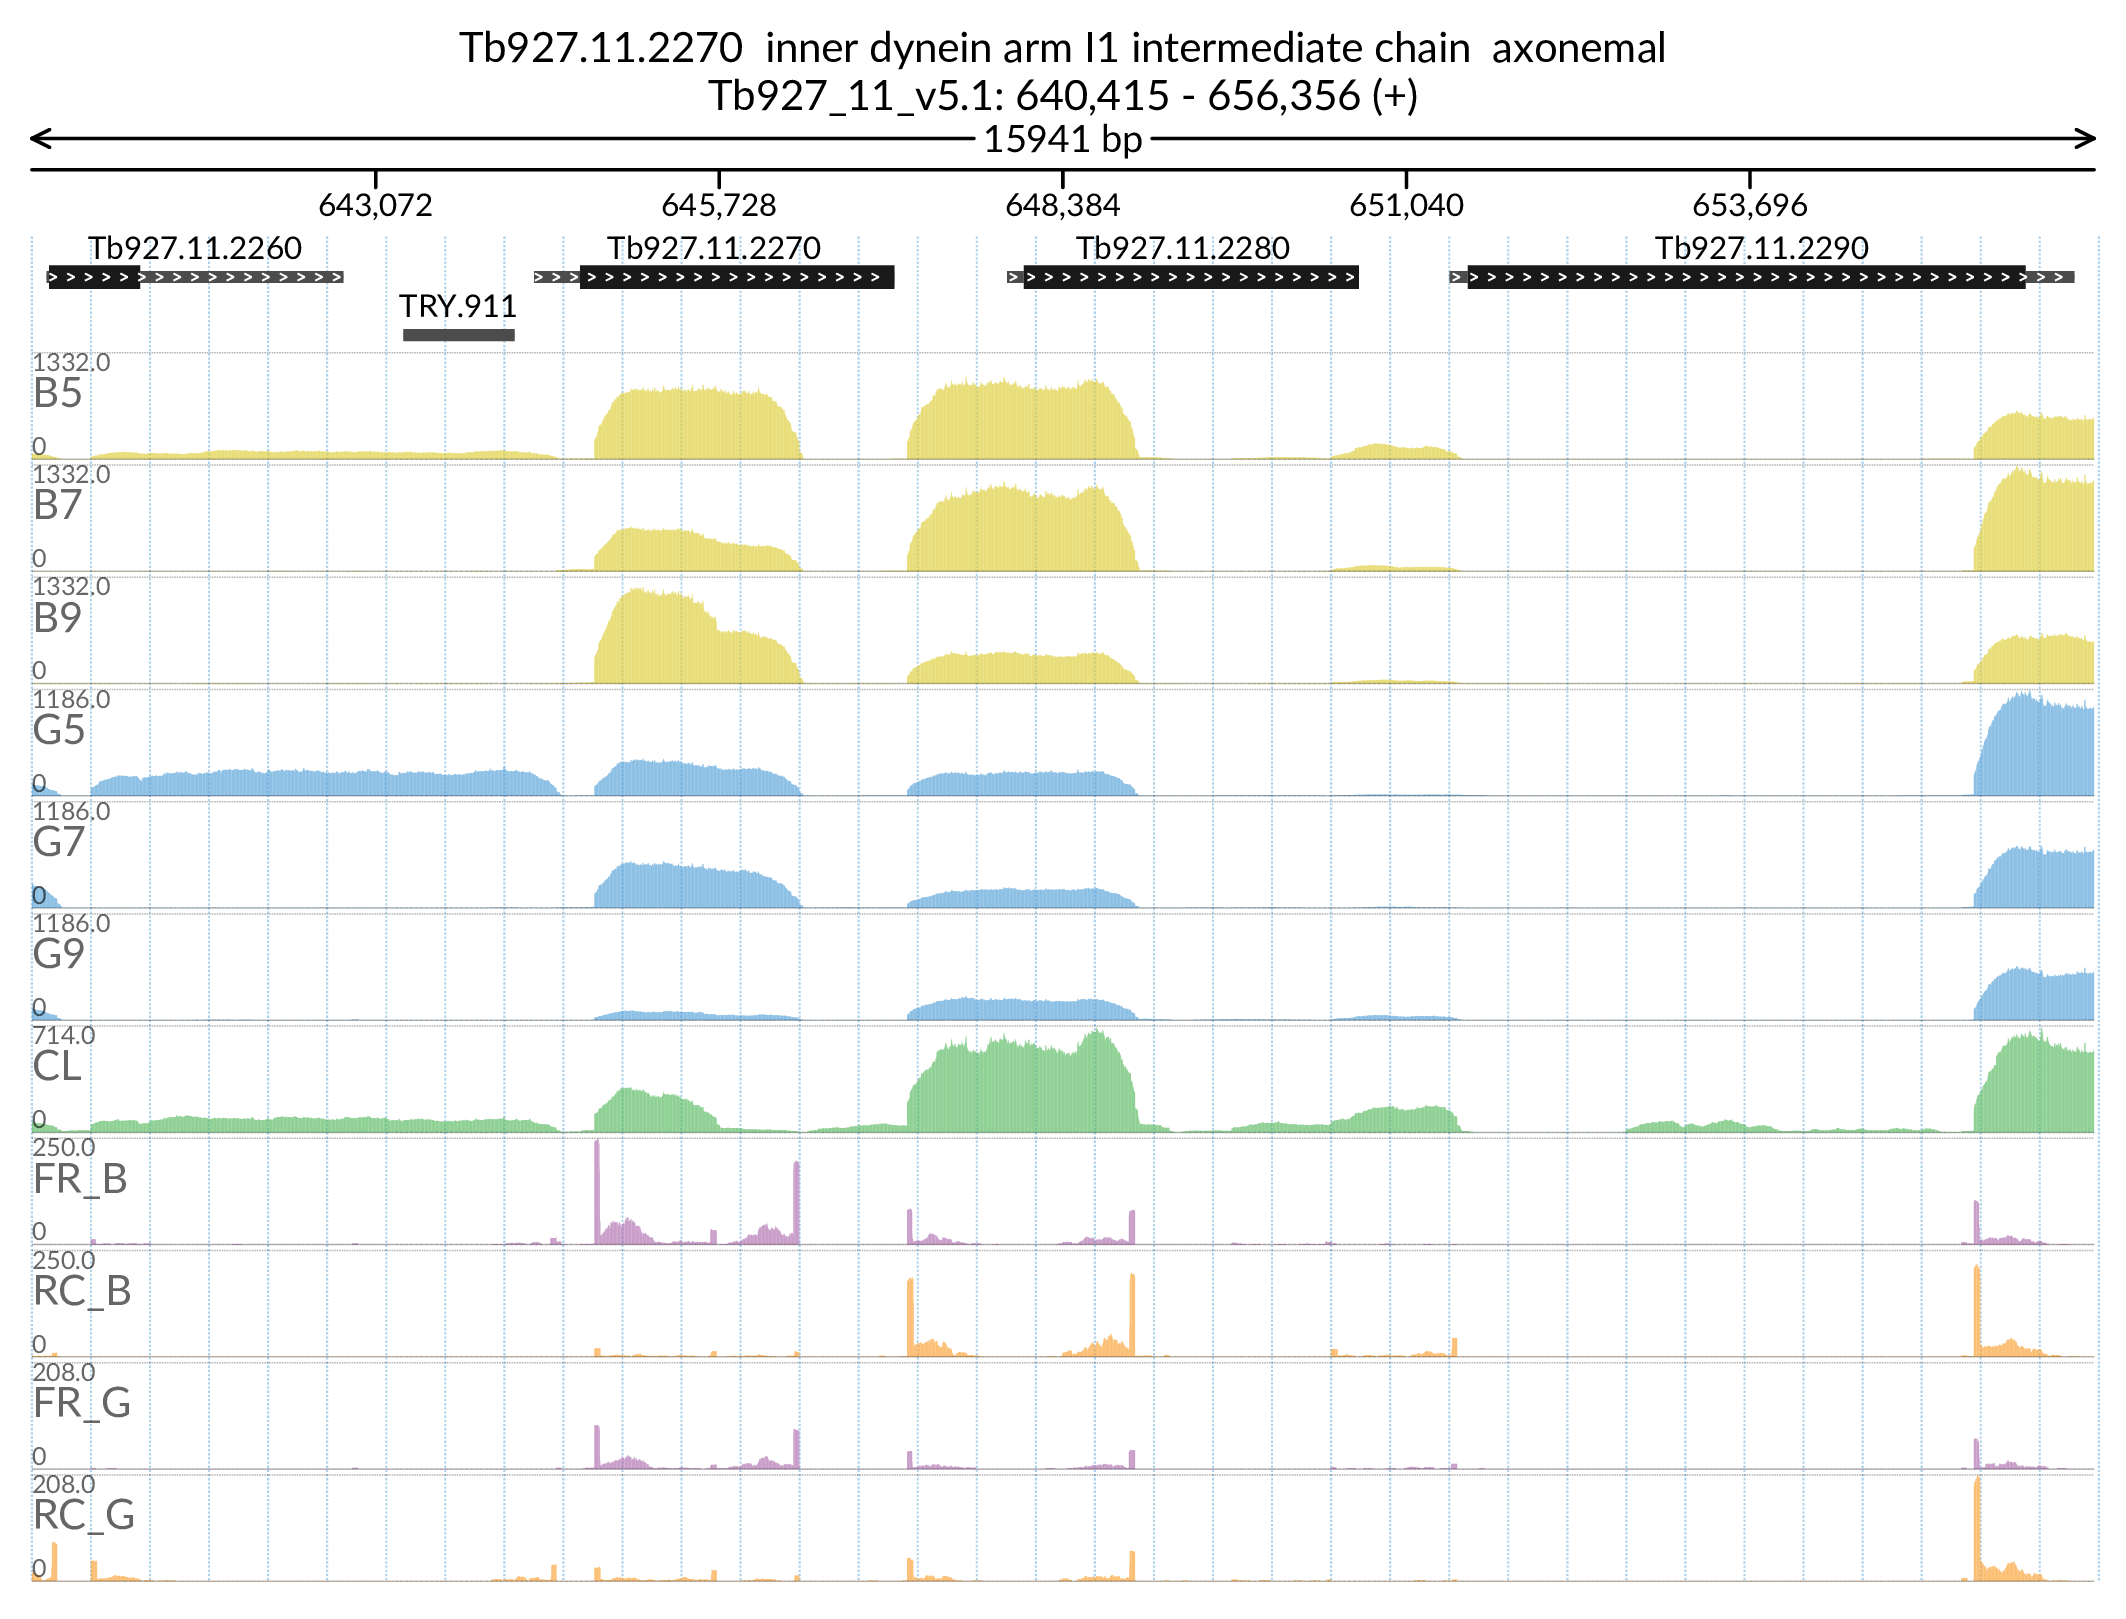 Tb927.11.2270  inner dynein arm I1 intermediate chain  axonemal
Tb927_11_v5.1: 640,415 - 656,356 (+)
15941 bp
643,072 645,728 648,384 651,040 653,696
Tb927.11.2260 Tb927.11.2270 Tb927.11.2280 Tb927.11.2290
TRY.911
1332.0
B5
0
1332.0
B7
0
1332.0
B9
0
1186.0
G5
0
1186.0
G7
0
1186.0
G9
0
714.0
CL
0
250.0
FR_B
0
250.0
RC_B
0
208.0
FR_G
0
208.0
RC_G
0